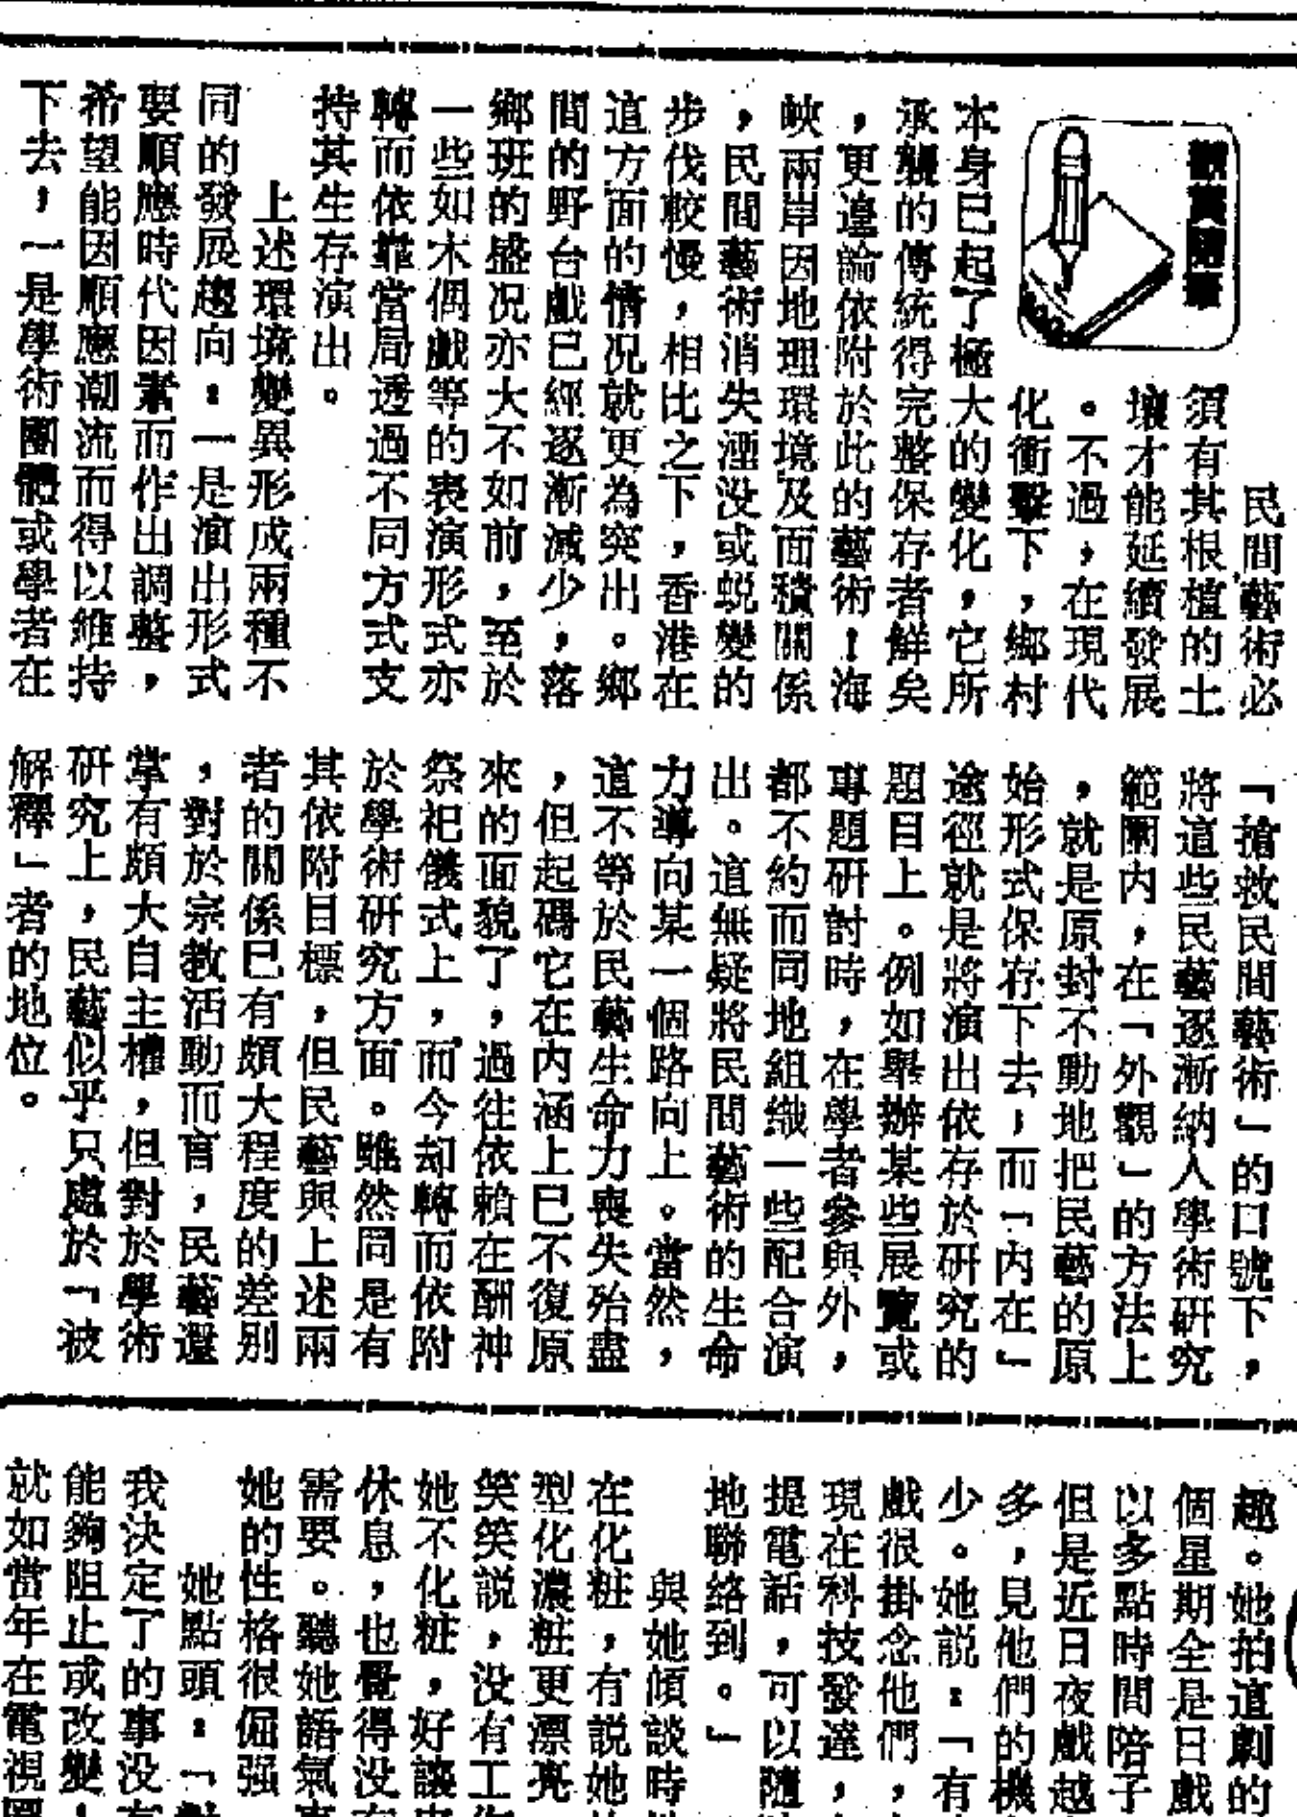 民間藝術必
須有其根植的土
壤才能延續發展
。不過，在現代
化衝擊下，鄉村
本身已起了極大的變化，它所
承襲的傳統得完整保存者鮮矣
，更遑論依附於此的藝術！海
峽兩岸因地理環境及面積關係
，民間藝術消失湮没或蜕變的
步伐較慢，相比之下，香港在
這方面的情况就更為突出。鄉
間的野台戲已經逐漸減少，落
鄉班的盛况亦大不如前，至於
一些如木偶戲等的表演形式亦
轉而依靠當局透過不同方式支
持其生存演出。
上述環境變異形成兩種不
同的發展趨向：一是演出形式
要順應時代因素而作出調整，
希望能因順應潮流而得以維持
下去，一是學術團體或學者在
「搶救民間藝術」的口號下，
將這些民藝逐漸納入學術研究
範圍内，在「外觀」的方法上
，就是原封不動地把民藝的原
始形式保存下去，而「内在」
途徑就是將演出依存於研究的
題目上。例如舉辦某些展覽或
專題研討時，在學者參與外，
都不約而同地組織一些配合演
出。這無疑將民間藝術的生命
力導向某一個路向上。當然，
這不等於民藝生命力喪失殆盡
，但起碼它在内涵上已不復原
來的面貌了，過往依賴在酬神
祭祀儀式上，而今却轉而依附
於學術研究方面。雖然同是有
其依附目標，但民藝與上述兩
者的關係已有頗大程度的差别
，對於宗教活動而言，民藝還
掌有頗大自主權，但對於學術
研究上，民藝似乎只處於「被
解釋」者的地位。
趣。她拍這劇的
個星期全是日戲
以多點時間陪子
但是近日夜戲越
多，見他們的機
少。她説：「有
戲很掛念他們，
現在科技發達，
提電話，可以隨
地聯絡到。」
與她傾談時
在化粧，有説她
型化濃粧更漂亮
笑笑説，没有工
她不化粧，好讓
休息，也覺得没
需要。聽她語氣
她的性格很倔强
她點頭：「對
我決定了的事没
能夠阻止或改變，
就如當年在電視圈